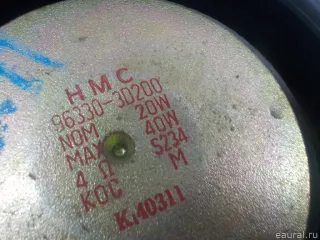 HMC
96330-3D200
NOM 20W
MAX 40W
4 Ω S234
KOC M
K140311
eaural.ru